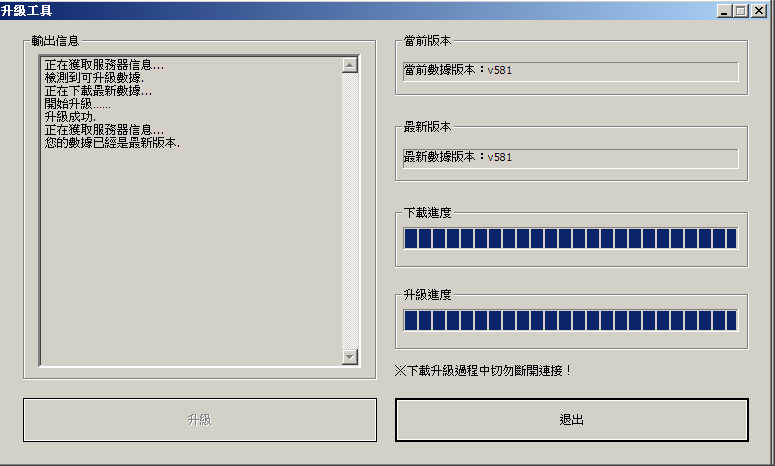 升級工具
輸出信息
正在獲取服務器信息...
檢測到可升級數據.
正在下載最新數據...
開始升級......
升級成功.
正在獲取服務器信息...
您的數據已經是最新版本.
當前版本
當前數據版本：v581
最新版本
最新數據版本：v581
下載進度
升級進度
※下載升級過程中切勿斷開連接！
升級
退出